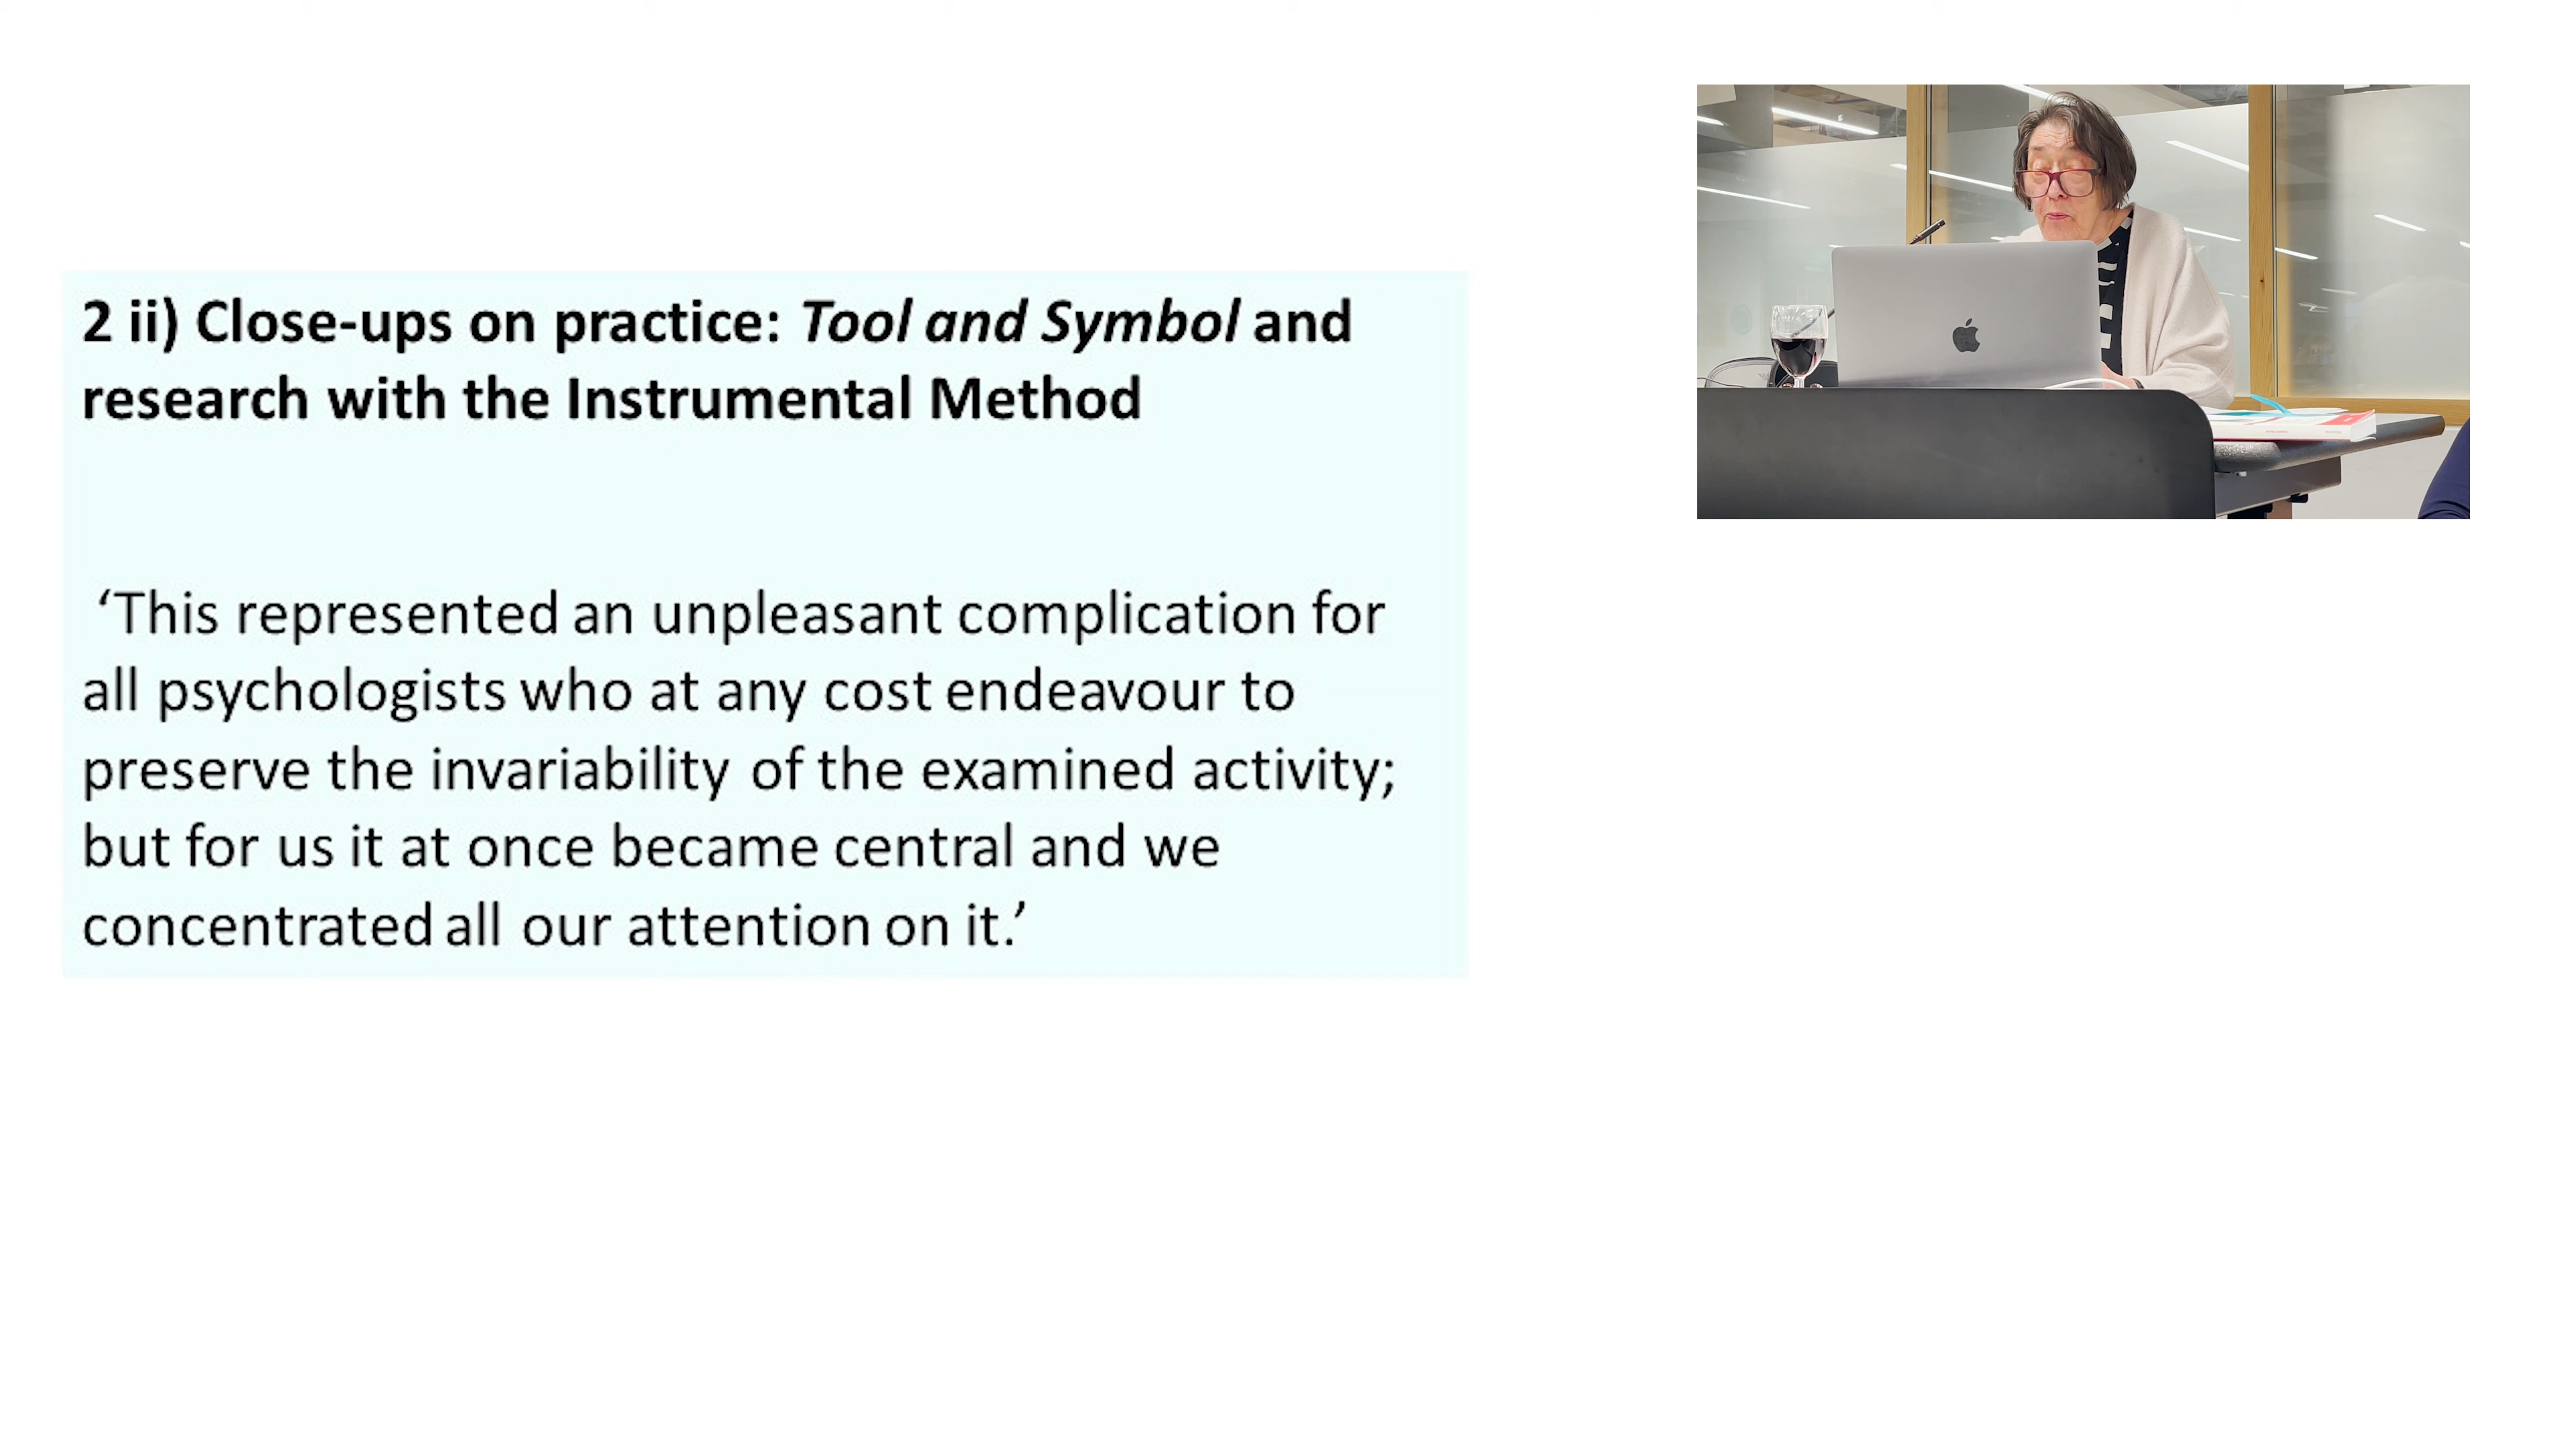 2 ii) Close-ups on practice: Tool and Symbol and
research with the Instrumental Method
‘This represented an unpleasant complication for
all psychologists who at any cost endeavour to
preserve the invariability of the examined activity;
but for us it at once became central and we
concentrated all our attention on it.’